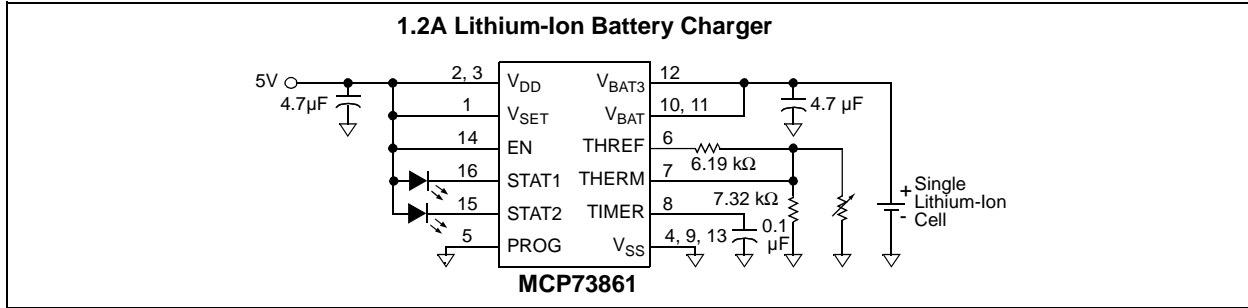 1.2A Lithium-Ion Battery Charger
5V
4.7µF
2, 3
1
14
16
15
5
VDD
VSET
EN
STAT1
STAT2
PROG
VBAT3
VBAT
THREF
THERM
TIMER
VSS
12
10, 11
6
7
8
4, 9, 13
4.7 µF
6.19 kΩ
7.32 kΩ
0.1
µF
+ Single
- Lithium-Ion
Cell
MCP73861